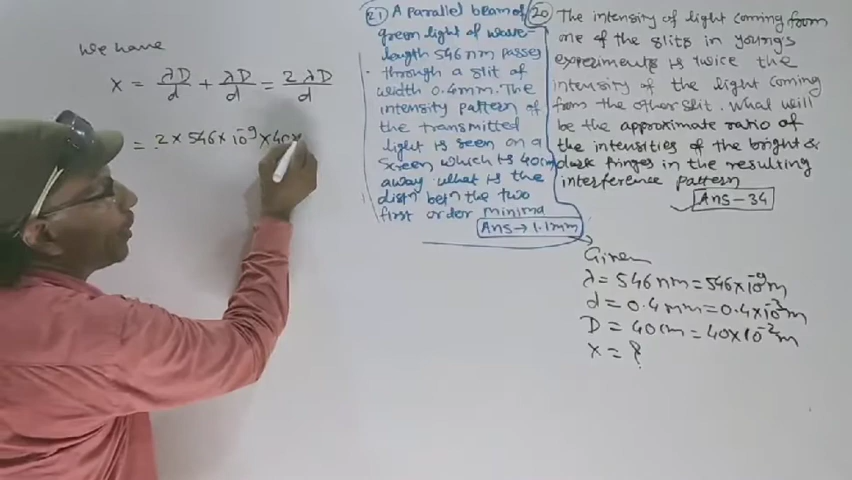 We have
x = λD/d + λD/d = 2λD/d
= 2 × 546 × 10⁻⁹ × 40×
21 A parallel beam of
green light of wave-
length 546 nm passes
through a slit of
width 0.4 mm. The
intensity pattern of
the transmitted
light is seen on a
screen which is 40cm
away. what is the
distn betn the two
first order minima
Ans → 1.1mm
20 The intensity of light coming from
one of the slits in young's
experiments is twice the
intensity of the light coming
from the other slit. What will
be the approximate ratio of
the intensities of the bright &
dark fringes in the resulting
interference pattern
Ans - 34
Given
λ = 546 nm = 546×10⁻⁹m
d = 0.4 mm = 0.4×10⁻³m
D = 40 cm = 40×10⁻²m
x = ?